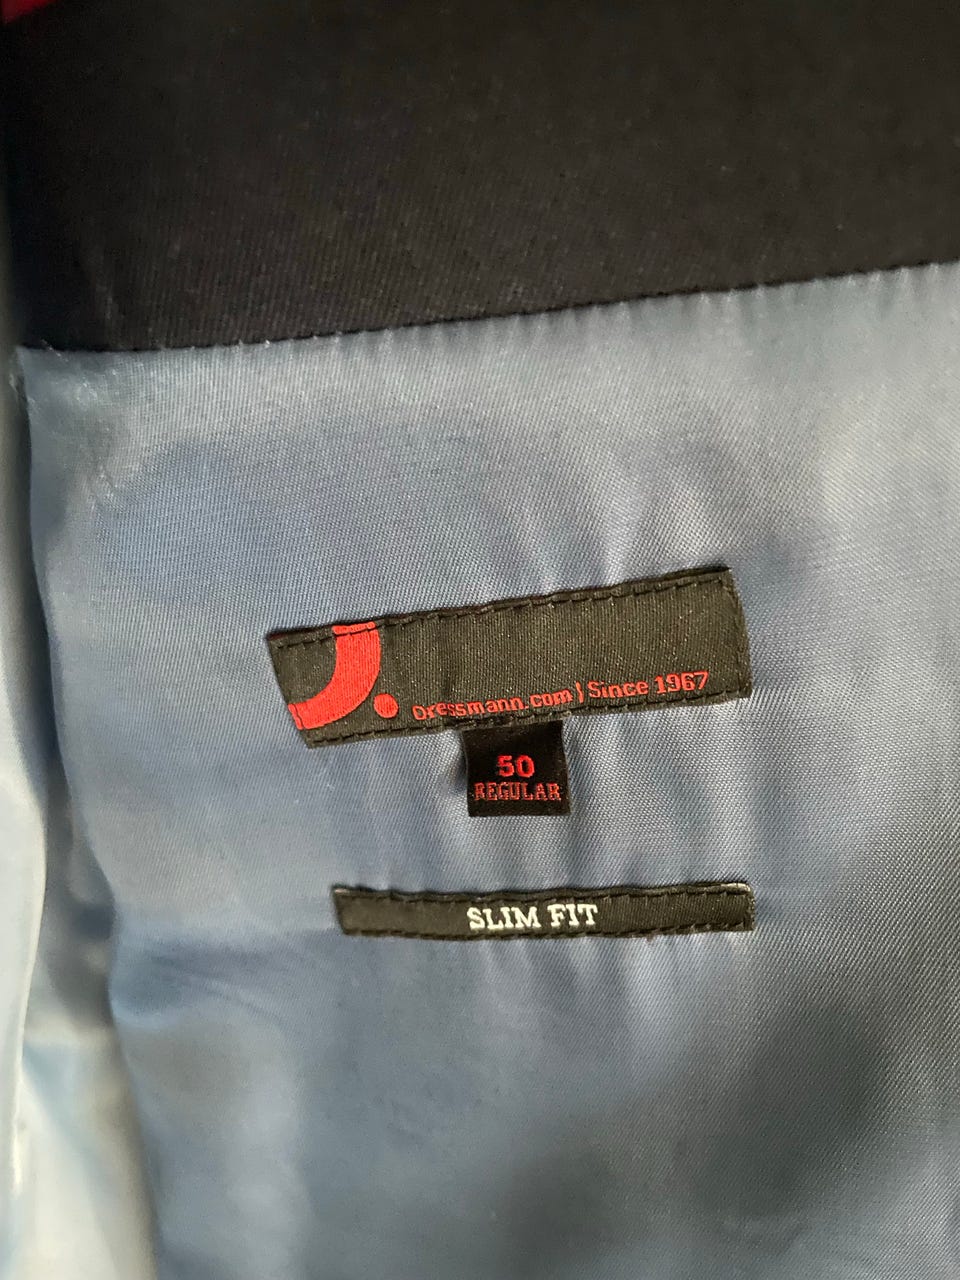 Dressmann.com | Since 1967
50
REGULAR
SLIM FIT